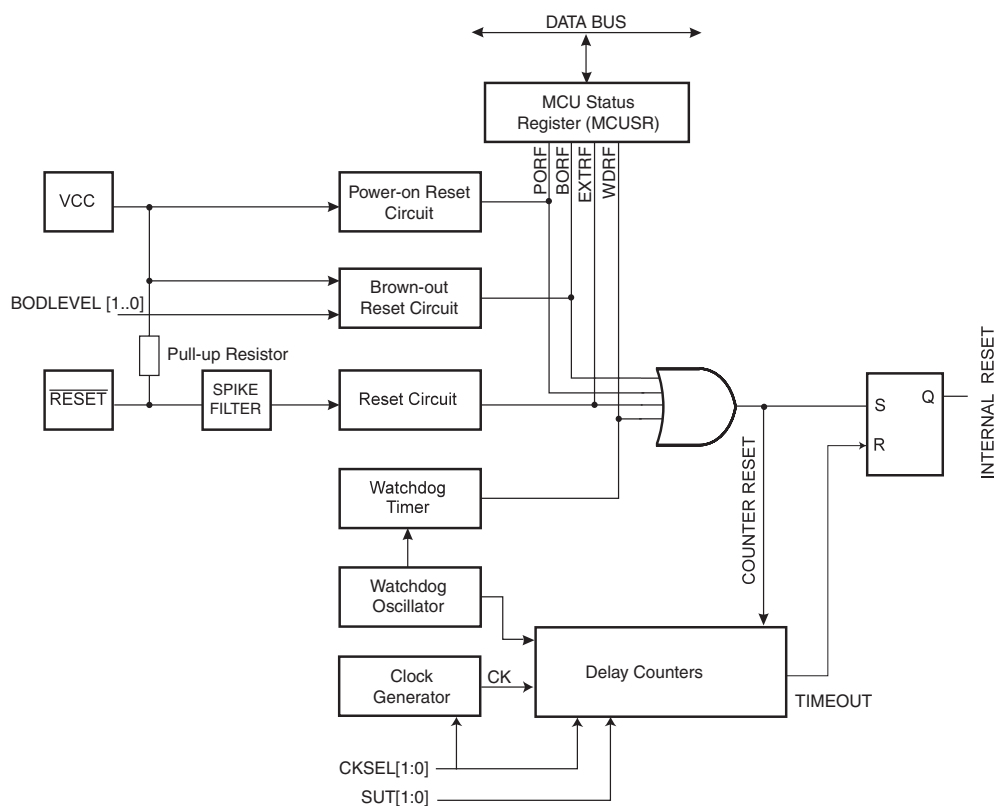 DATA BUS
MCU Status
Register (MCUSR)
PORF
BORF
EXTRF
WDRF
VCC
Power-on Reset
Circuit
BODLEVEL [1..0]
Brown-out
Reset Circuit
Pull-up Resistor
RESET
SPIKE
FILTER
Reset Circuit
S
Q
R
INTERNAL RESET
COUNTER RESET
Watchdog
Timer
Watchdog
Oscillator
Clock
Generator
CK
Delay Counters
TIMEOUT
CKSEL[1:0]
SUT[1:0]